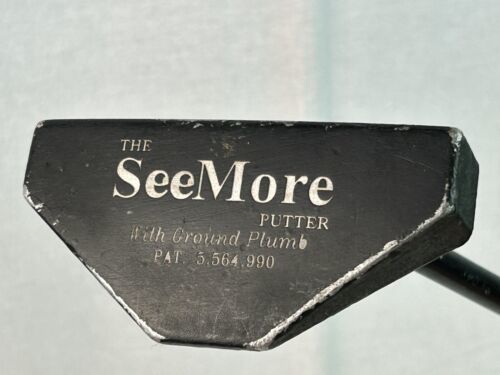 THE
SeeMore
PUTTER
With Ground Plumb
PAT. 5,564,990